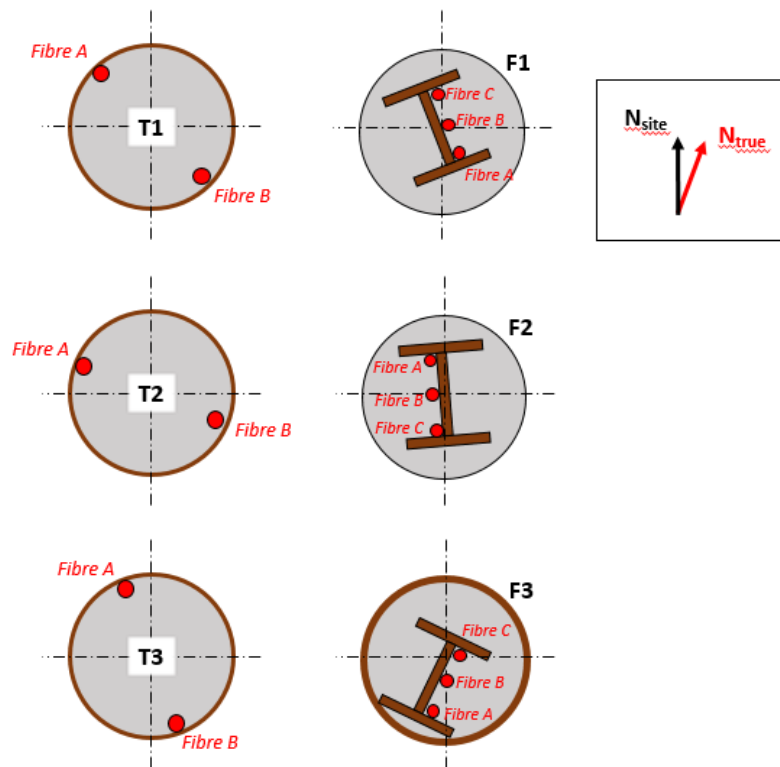 Fibre A
T1
Fibre B
F1
Fibre C
Fibre B
Fibre A
Nsite
Ntrue
Fibre A
T2
Fibre B
F2
Fibre A
Fibre B
Fibre C
Fibre A
T3
Fibre B
F3
Fibre C
Fibre B
Fibre A